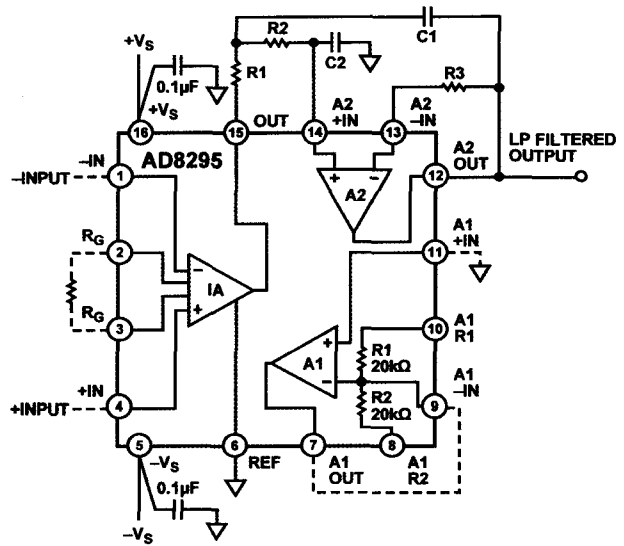 R2
C1
+VS
C2
R1
R3
0.1µF
+VS
OUT
A2
+IN
A2
–IN
16
15
14
13
LP FILTERED
OUTPUT
AD8295
A2
OUT
–IN
–INPUT
1
+
–
A2
12
A1
+IN
RG
2
11
–
IA
+
RG
3
10
A1
R1
+
A1
–
R1
20kΩ
R2
20kΩ
A1
–IN
+IN
+INPUT
4
9
5
6
7
8
–VS
REF
A1
OUT
A1
R2
0.1µF
–VS